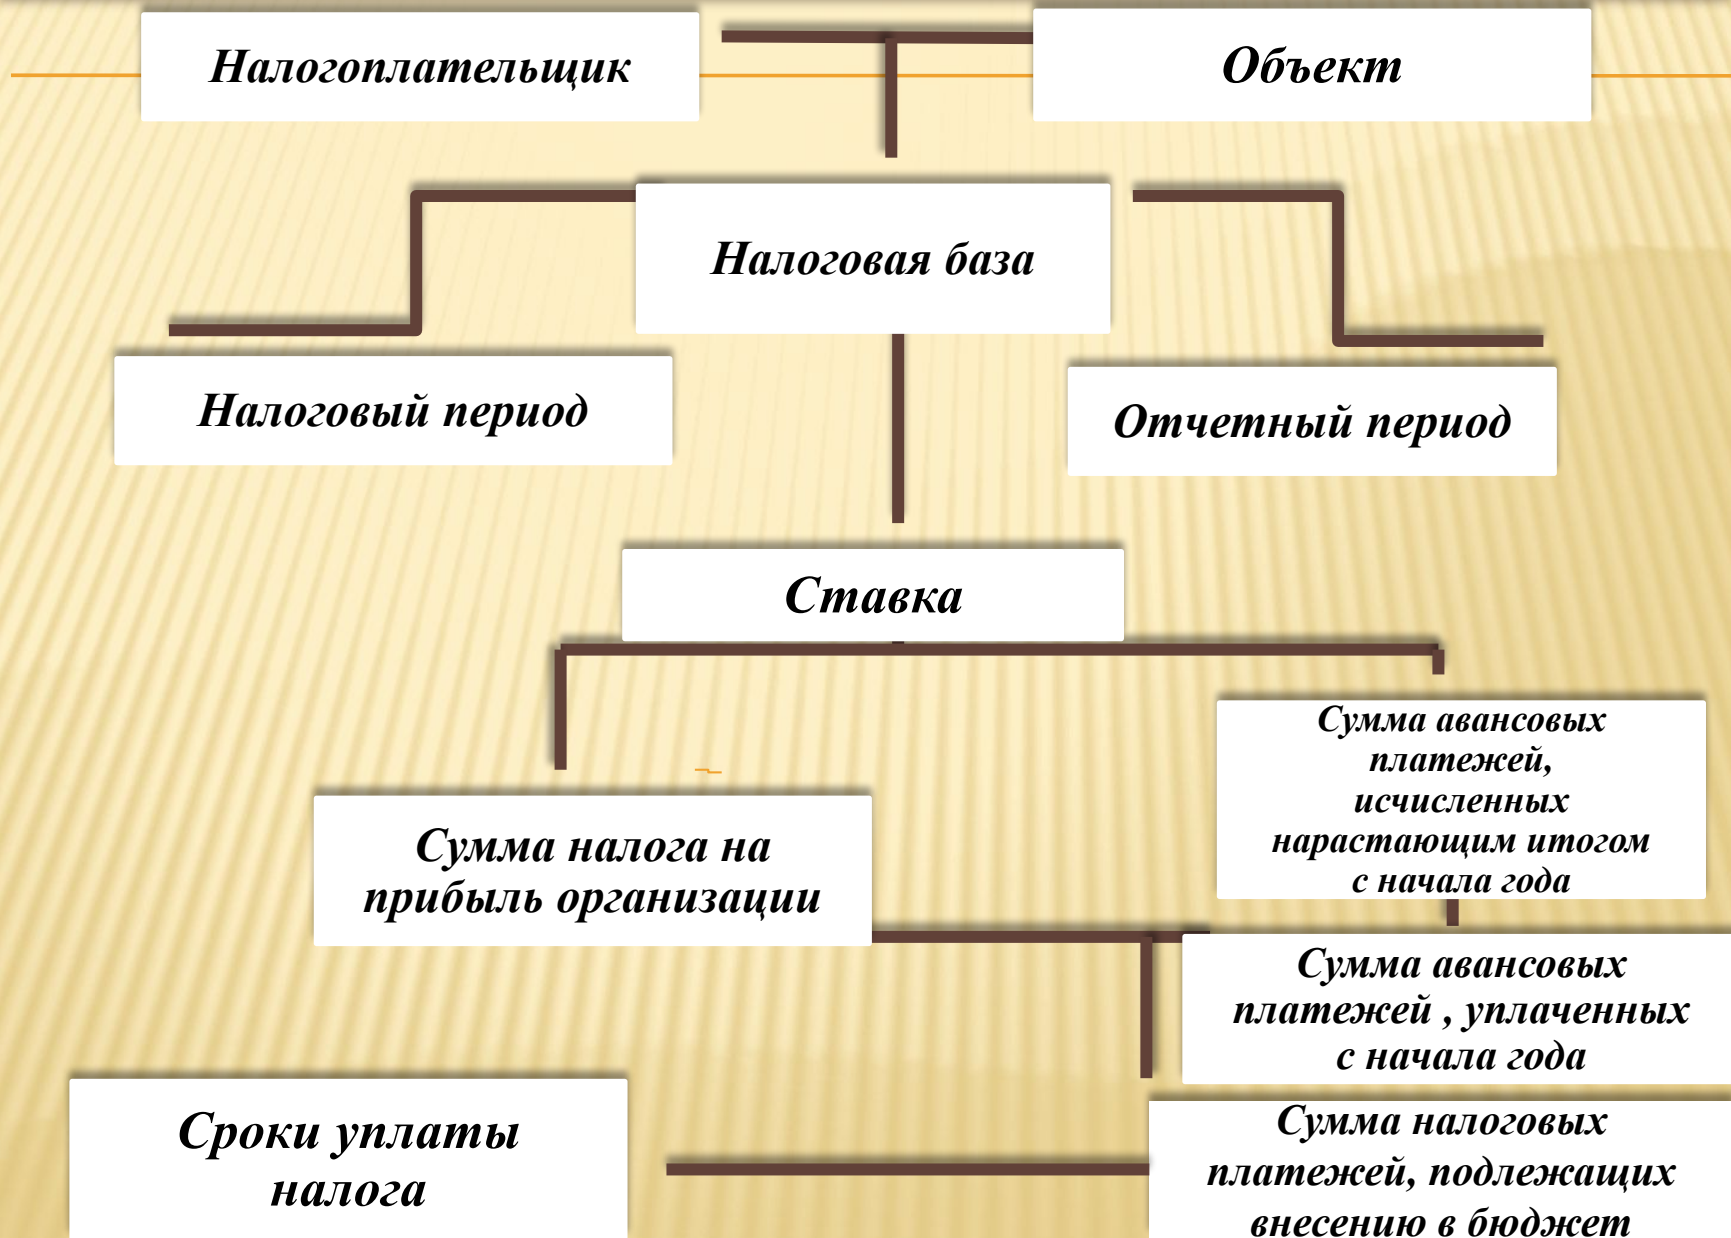 Налогоплательщик
Объект
Налоговая база
Налоговый период
Отчетный период
Ставка
Сумма авансовых
платежей,
исчисленных
нарастающим итогом
с начала года
Сумма налога на
прибыль организации
Сумма авансовых
платежей , уплаченных
с начала года
Сроки уплаты
налога
Сумма налоговых
платежей, подлежащих
внесению в бюджет